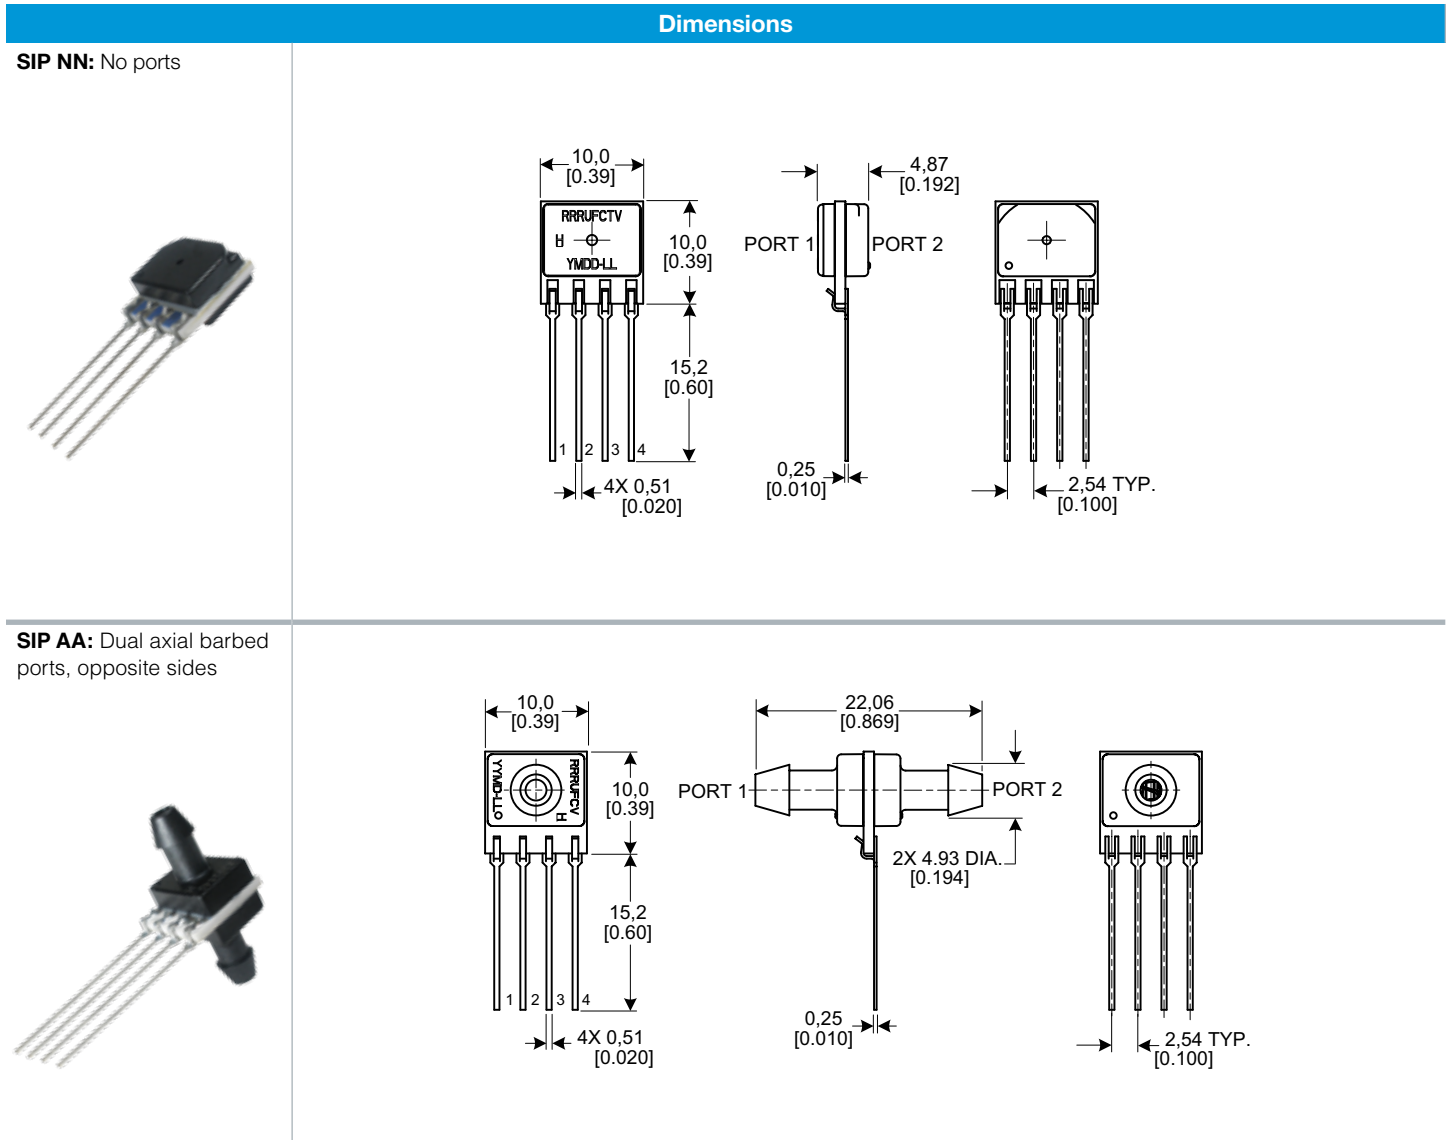 Dimensions
SIP NN: No ports
10,0
[0.39]
4,87
[0.192]
RRRUFCTV
H
YMDD-LL
10,0
[0.39]
PORT 1
PORT 2
15,2
[0.60]
1 2 3 4
4X 0,51
[0.020]
0,25
[0.010]
2,54 TYP.
[0.100]
SIP AA: Dual axial barbed
ports, opposite sides
10,0
[0.39]
22,06
[0.869]
YYMD-LLO
RRRUFCV
H
10,0
[0.39]
PORT 1
PORT 2
2X 4.93 DIA.
[0.194]
15,2
[0.60]
1 2 3 4
4X 0,51
[0.020]
0,25
[0.010]
2,54 TYP.
[0.100]